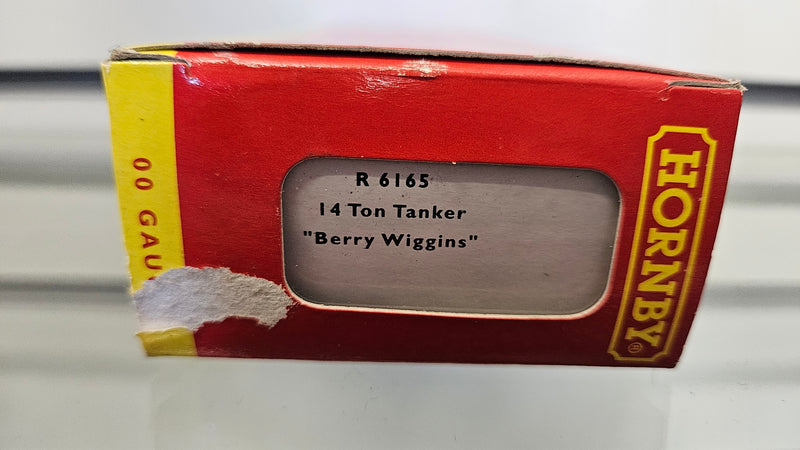 00 GAU
R 6165
14 Ton Tanker
"Berry Wiggins"
HORNBY®